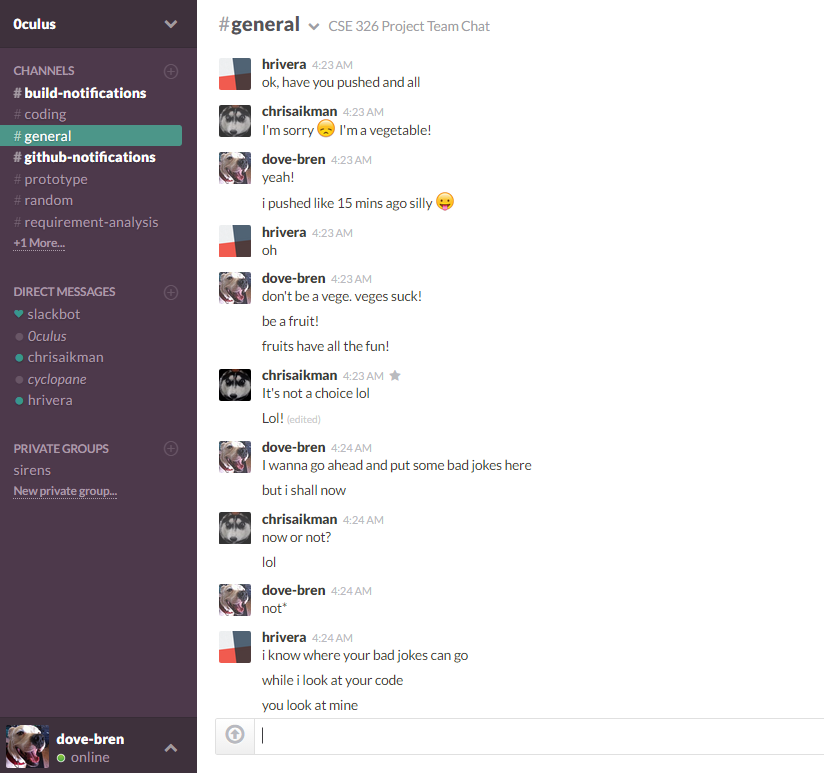 0culus
CHANNELS
# build-notifications
# coding
# general
# github-notifications
# prototype
# random
# requirement-analysis
+1 More...
DIRECT MESSAGES
slackbot
0culus
chrisaikman
cyclopane
hrivera
PRIVATE GROUPS
sirens
New private group...
dove-bren
online
#general CSE 326 Project Team Chat
hrivera 4:23 AM
ok, have you pushed and all
chrisaikman 4:23 AM
I'm sorry 😞 I'm a vegetable!
dove-bren 4:23 AM
yeah!
i pushed like 15 mins ago silly 😛
hrivera 4:23 AM
oh
dove-bren 4:23 AM
don't be a vege. veges suck!
be a fruit!
fruits have all the fun!
chrisaikman 4:23 AM ★
It's not a choice lol
Lol! (edited)
dove-bren 4:24 AM
I wanna go ahead and put some bad jokes here
but i shall now
chrisaikman 4:24 AM
now or not?
lol
dove-bren 4:24 AM
not*
hrivera 4:24 AM
i know where your bad jokes can go
while i look at your code
you look at mine